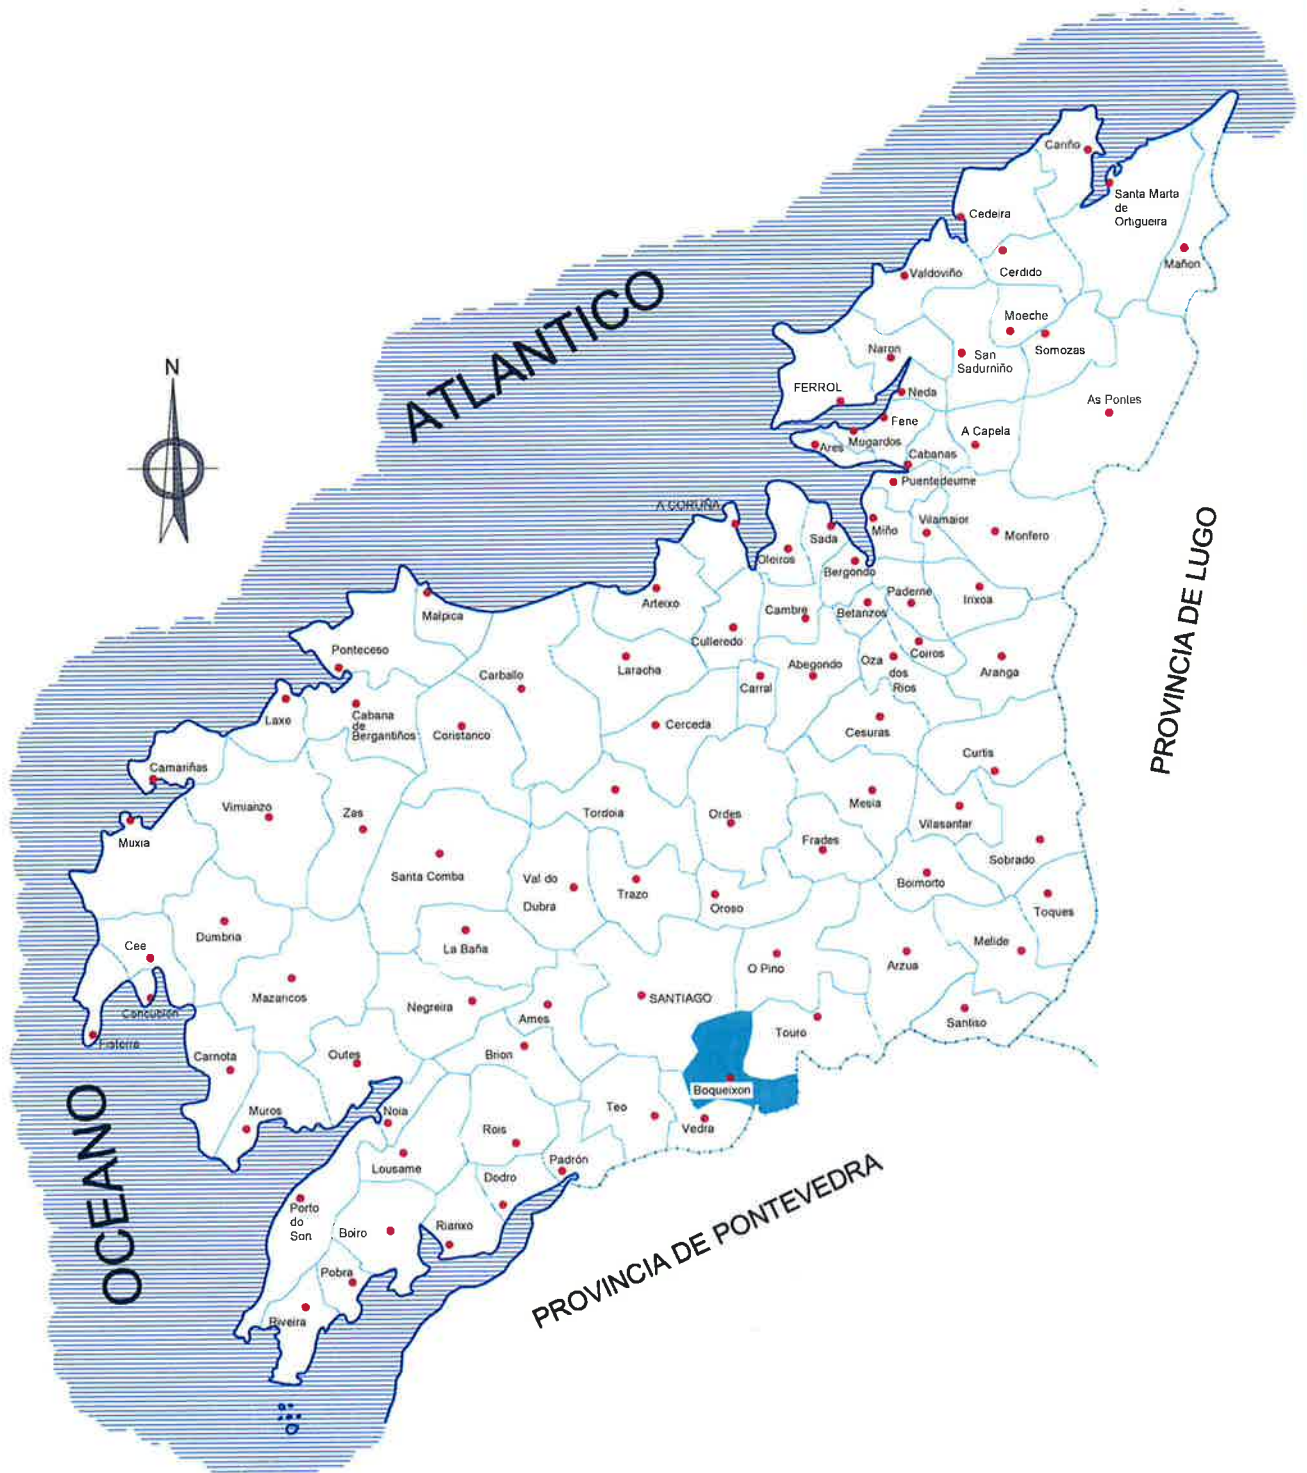 Cariño
Santa Marta
de
Ortigueira
Cedeira
Mañon
Cerdido
Valdoviño
Moeche
Somozas
Naron
San
Sadurniño
FERROL
Neda
As Pontes
Fene
A Capela
Mugardos
Ares
Cabanas
Puentedeume
ATLANTICO
N
A CORUÑA
Miño
Vilamaior
Monfero
Sada
Oleiros
Bergondo
PROVINCIA DE LUGO
Malpica
Arteixo
Cambre
Betanzos
Paderne
Irixoa
Culleredo
Ponteceso
Carballo
Laracha
Carral
Abegondo
Oza
dos
Rios
Coiros
Aranga
Laxe
Cabana
de
Bergantiños
Coristanco
Cerceda
Cesuras
Curtis
Camariñas
Vimianzo
Zas
Tordoia
Ordes
Mesia
Vilasantar
Muxia
Frades
Sobrado
Santa Comba
Val do
Dubra
Trazo
Oroso
Boimorto
Toques
Dumbria
Cee
La Baña
O Pino
Arzua
Melide
Mazaricos
Negreira
Ames
SANTIAGO
Touro
Santiso
Corcubión
Fisterra
Carnota
Outes
Brion
Boqueixon
Muros
Noia
Rois
Teo
Vedra
Lousame
Padrón
Dodro
OCEANO
Porto
do
Son
Boiro
Rianxo
Pobra
Riveira
PROVINCIA DE PONTEVEDRA